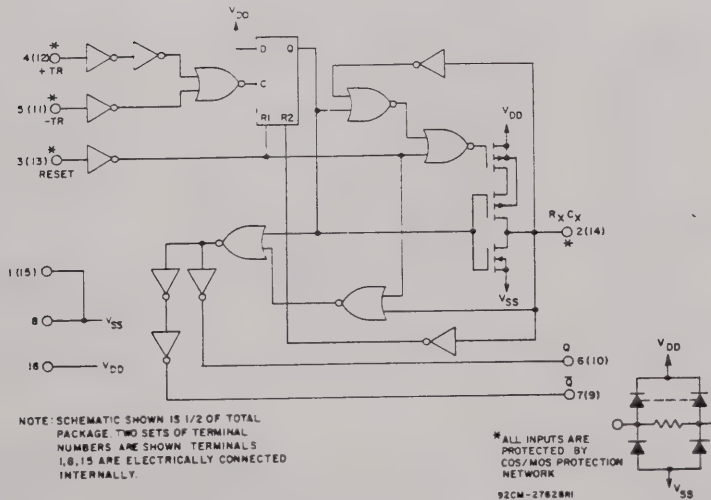 VDD
*
4(12)
+ TR
D Q
C
R1 R2
*
5(11)
-TR
*
3(13)
RESET
VDD
RXCX
2(14)
*
VSS
1(15)
8
VSS
16
VDD
Q
6(10)
Q̅
7(9)
NOTE: SCHEMATIC SHOWN IS 1/2 OF TOTAL
PACKAGE. TWO SETS OF TERMINAL
NUMBERS ARE SHOWN TERMINALS
1,8,15 ARE ELECTRICALLY CONNECTED
INTERNALLY.
*ALL INPUTS ARE
PROTECTED BY
COS/MOS PROTECTION
NETWORK
92CM-27628R1
VDD
VSS